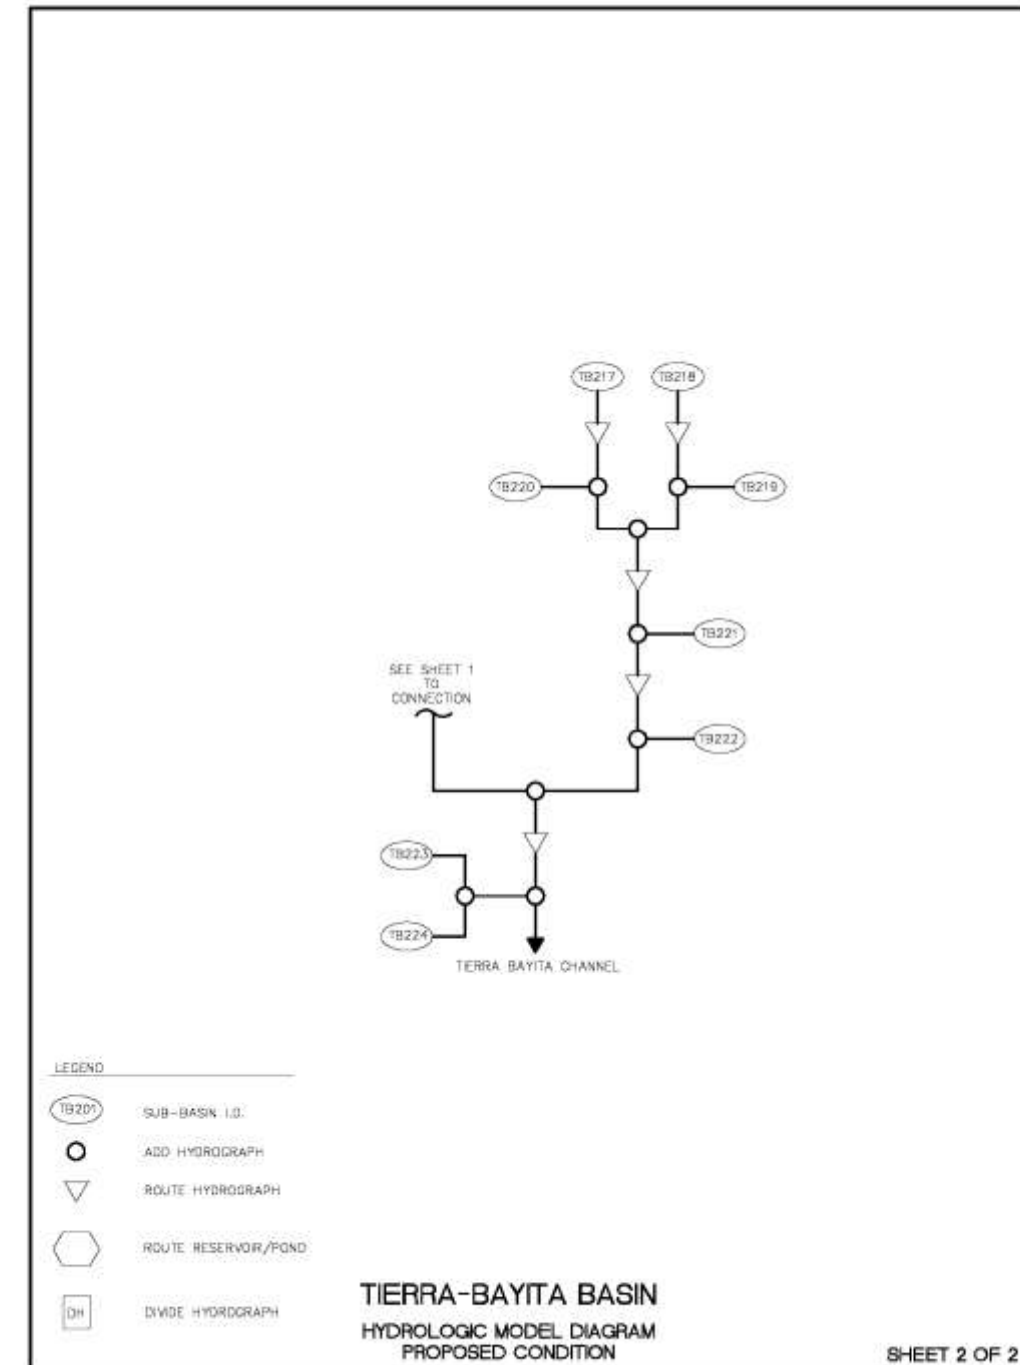 TB217
TB218
TB220
TB219
TB221
SEE SHEET 1
TO
CONNECTION
TB222
TB223
TB224
TIERRA BAYITA CHANNEL
LEGEND
TB201
SUB-BASIN I.D.
ADD HYDROGRAPH
ROUTE HYDROGRAPH
ROUTE RESERVOIR/POND
DH
DIVIDE HYDROGRAPH
TIERRA-BAYITA BASIN
HYDROLOGIC MODEL DIAGRAM
PROPOSED CONDITION
SHEET 2 OF 2